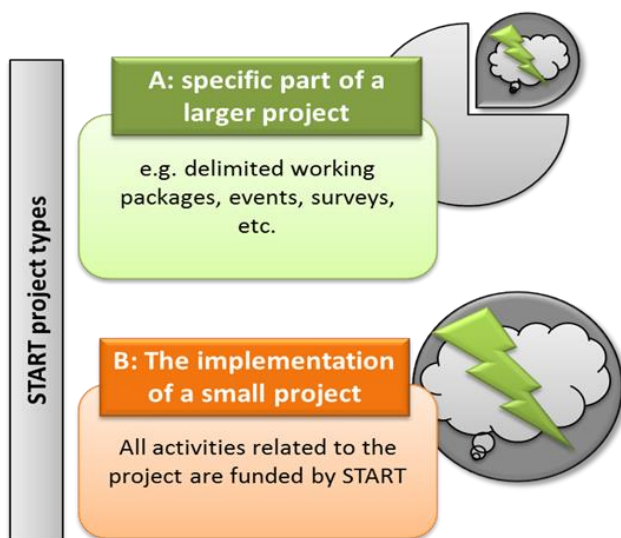 START project types
A: specific part of a
larger project
e.g. delimited working
packages, events, surveys,
etc.
B: The implementation
of a small project
All activities related to the
project are funded by START